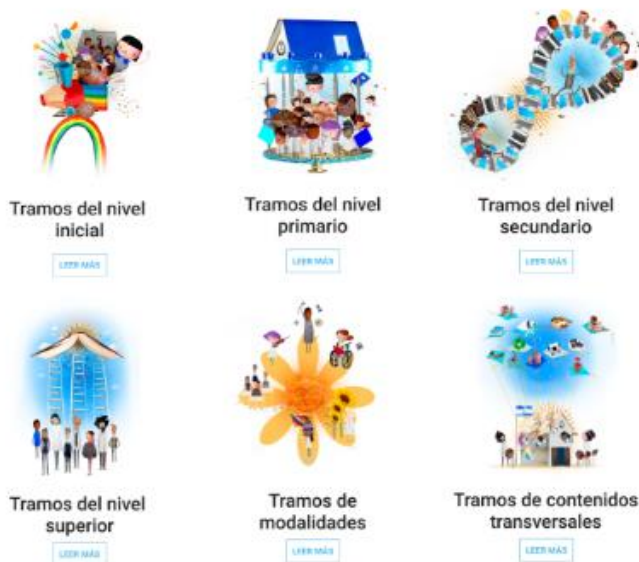 Tramos del nivel
inicial
LEER MÁS
Tramos del nivel
primario
LEER MÁS
Tramos del nivel
secundario
LEER MÁS
Tramos del nivel
superior
LEER MÁS
Tramos de
modalidades
LEER MÁS
Tramos de contenidos
transversales
LEER MÁS